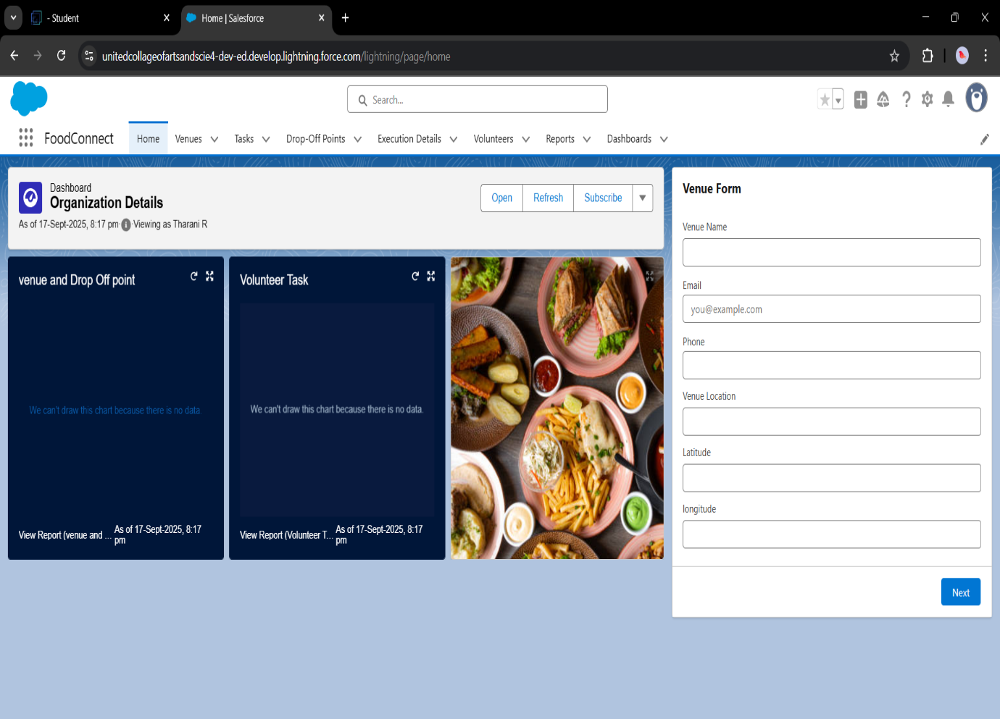 - Student
Home | Salesforce
unitedcollageofartsandscie4-dev-ed.develop.lightning.force.com/lightning/page/home
Search...
FoodConnect
Home
Venues
Tasks
Drop-Off Points
Execution Details
Volunteers
Reports
Dashboards
Dashboard
Organization Details
As of 17-Sept-2025, 8:17 pm·Viewing as Tharani R
Open
Refresh
Subscribe
venue and Drop Off point
We can't draw this chart because there is no data.
View Report (venue and ...
As of 17-Sept-2025, 8:17
pm
Volunteer Task
We can't draw this chart because there is no data.
View Report (Volunteer T...
As of 17-Sept-2025, 8:17
pm
Venue Form
Venue Name
Email
you@example.com
Phone
Venue Location
Latitude
longitude
Next